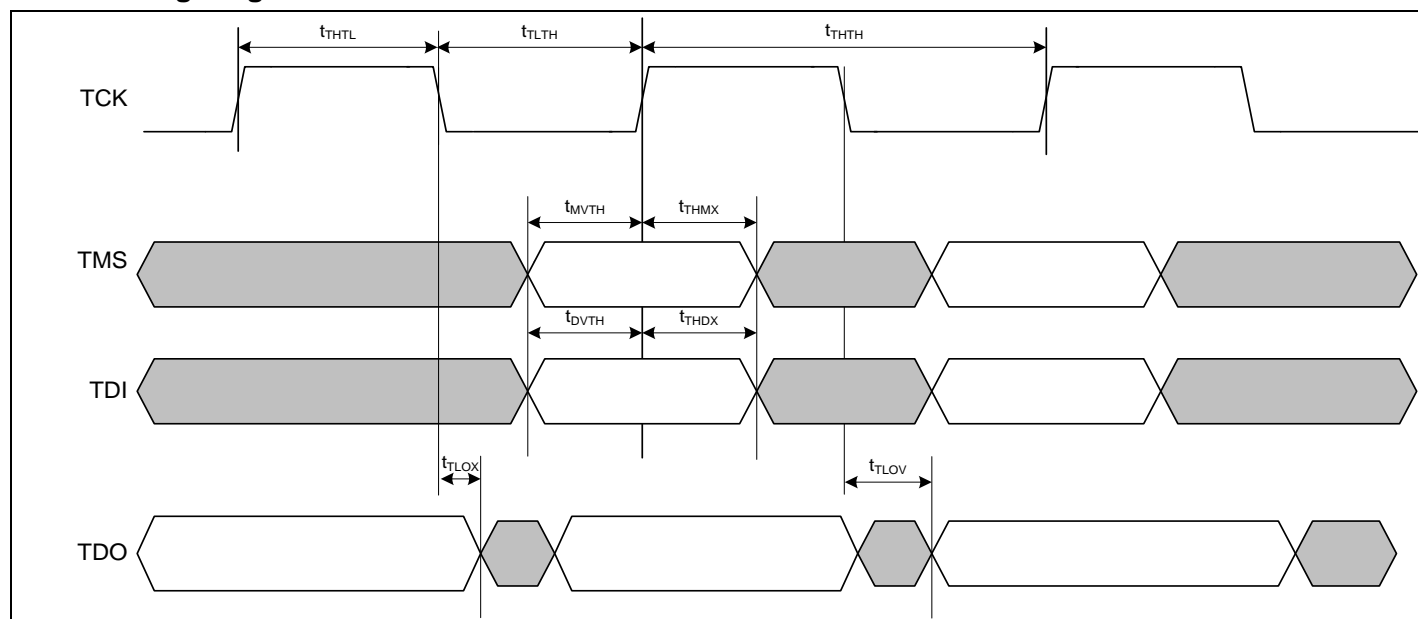 tTHTL tTLTH tTHTH
TCK
tMVTH tTHMX
TMS
tDVTH tTHDX
TDI
tTLOX tTLOV
TDO